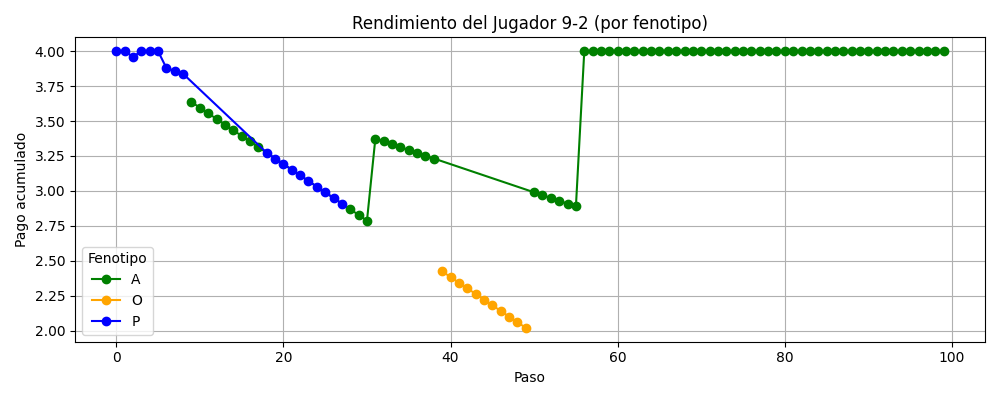 Rendimiento del Jugador 9-2 (por fenotipo)
Pago acumulado
4.00
3.75
3.50
3.25
3.00
2.75
2.50
2.25
2.00
Fenotipo
A
O
P
0
20
40
60
80
100
Paso